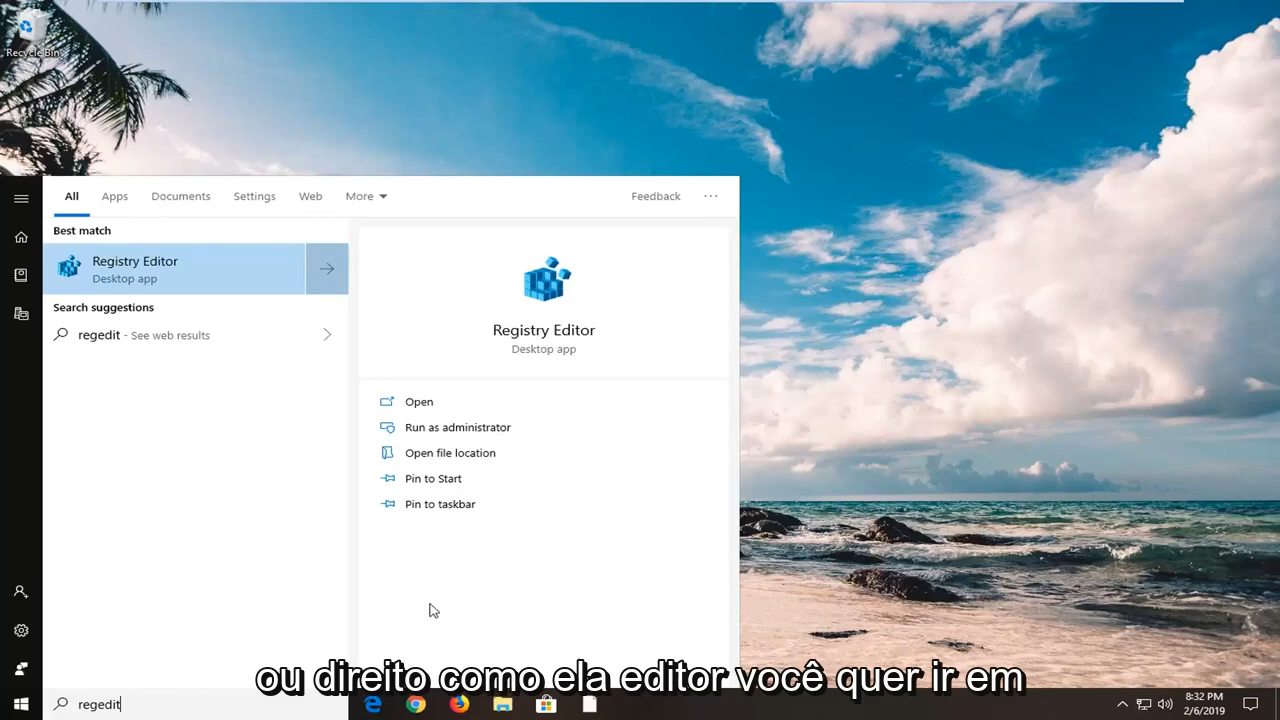 Recycle Bin
All Apps Documents Settings Web More Feedback ...
Best match
Registry Editor
Desktop app
Search suggestions
regedit - See web results
Registry Editor
Desktop app
Open
Run as administrator
Open file location
Pin to Start
Pin to taskbar
ou direito como ela editor você quer ir em
regedit
8:32 PM
2/6/2019